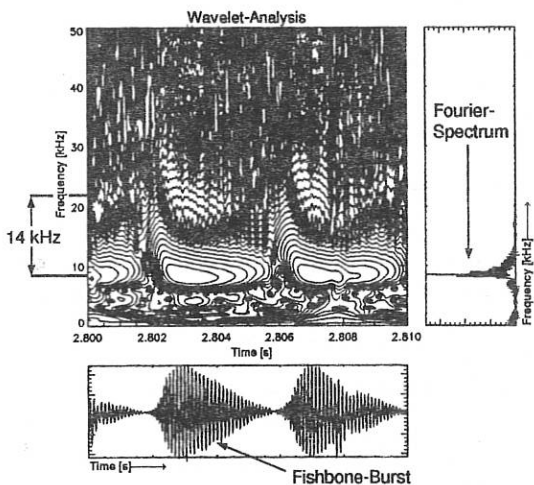 Wavelet-Analysis
50
40
30
20
10
0
Frequency [kHz]
14 kHz
2.800 2.802 2.804 2.806 2.808 2.810
Time [s]
Fourier-
Spectrum
Frequency [kHz]
Time [s]
Fishbone-Burst